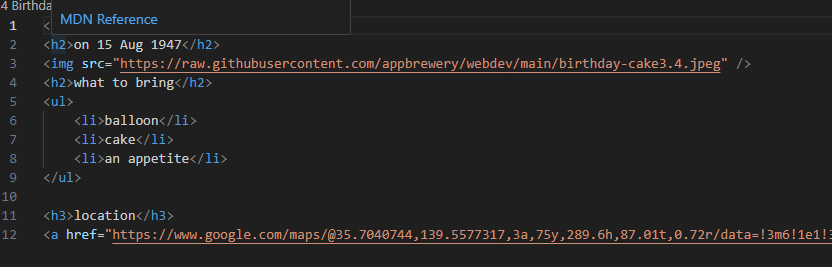 4 Birthda
MDN Reference
1 <
2 <h2>on 15 Aug 1947</h2>
3 <img src="https://raw.githubusercontent.com/appbrewery/webdev/main/birthday-cake3.4.jpeg" />
4 <h2>what to bring</h2>
5 <ul>
6 <li>balloon</li>
7 <li>cake</li>
8 <li>an appetite</li>
9 </ul>
10
11 <h3>location</h3>
12 <a href="https://www.google.com/maps/@35.7040744,139.5577317,3a,75y,289.6h,87.01t,0.72r/data=!3m6!1e1!3